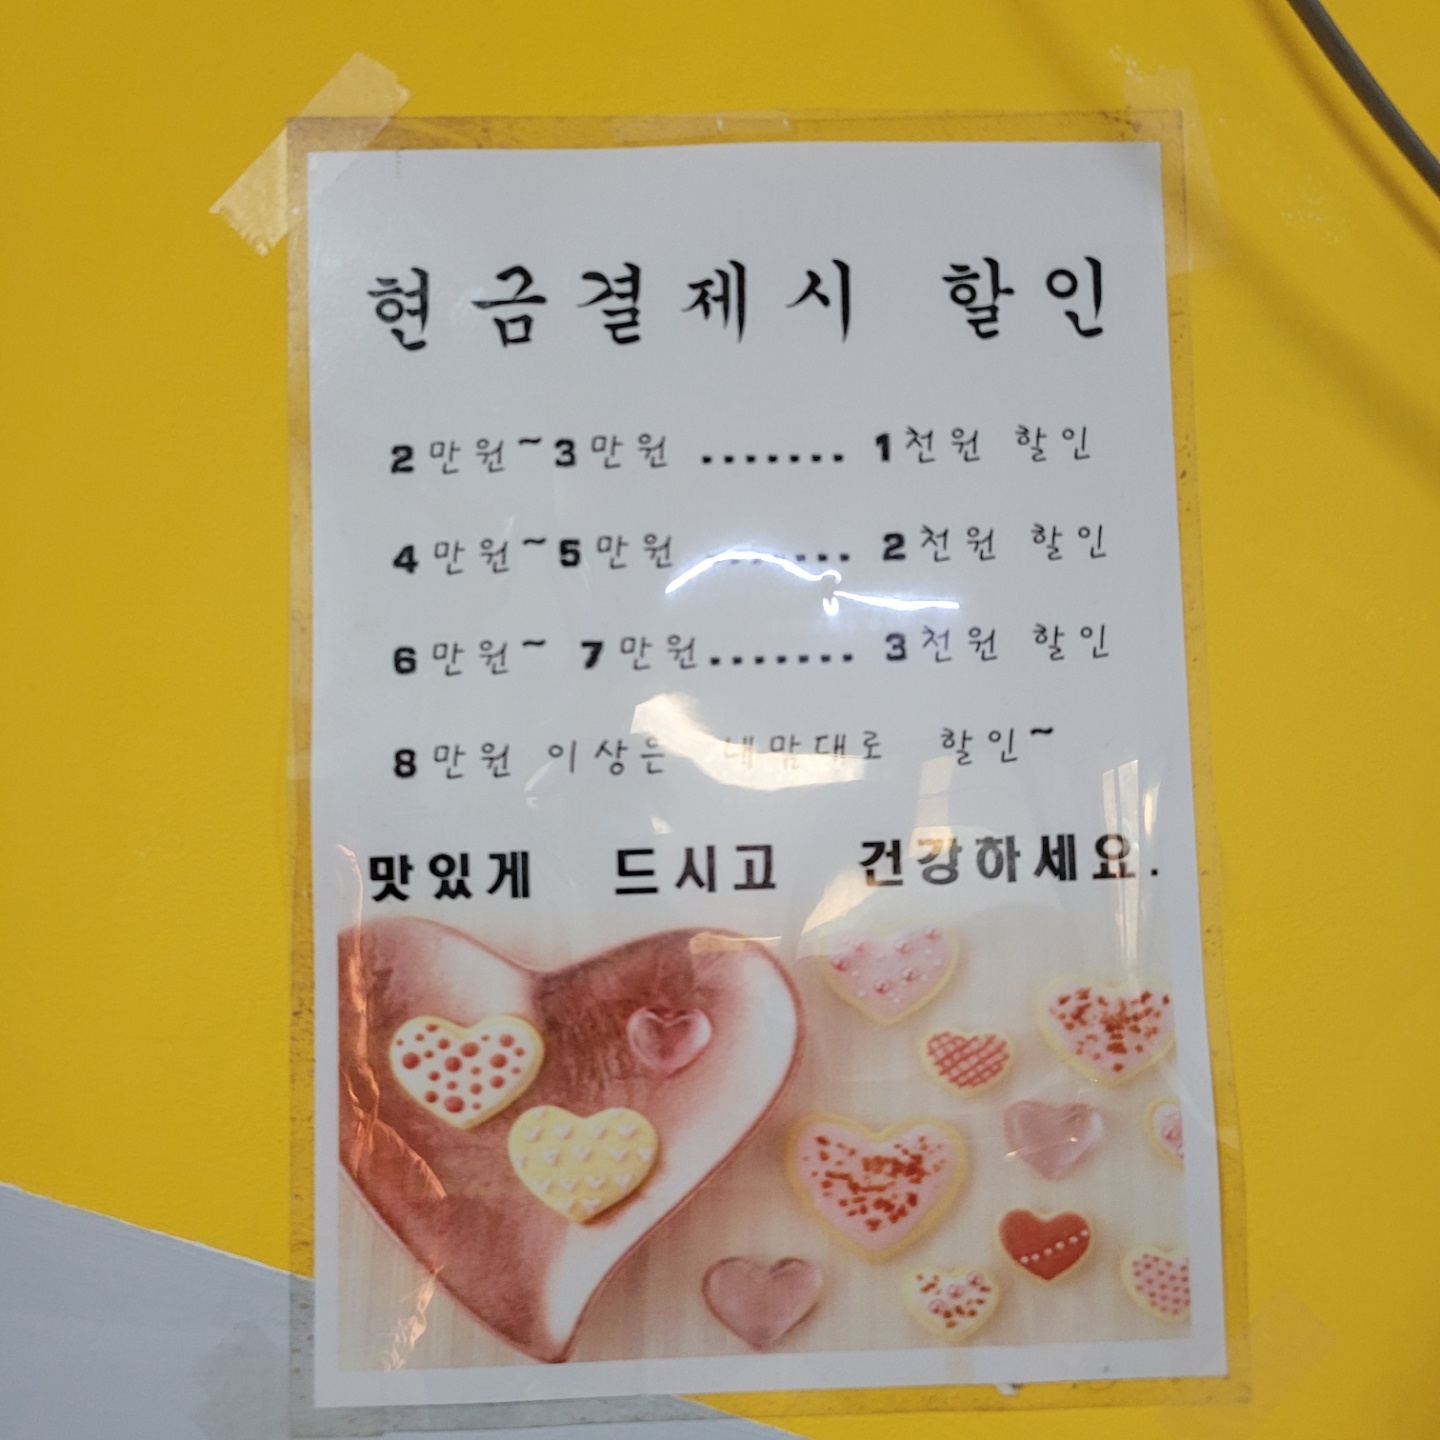 현금결제시 할인
2만원~3만원 ....... 1천원 할인
4만원~5만원 ....... 2천원 할인
6만원~ 7만원....... 3천원 할인
8만원 이상은 내맘대로 할인~
맛있게 드시고 건강하세요.